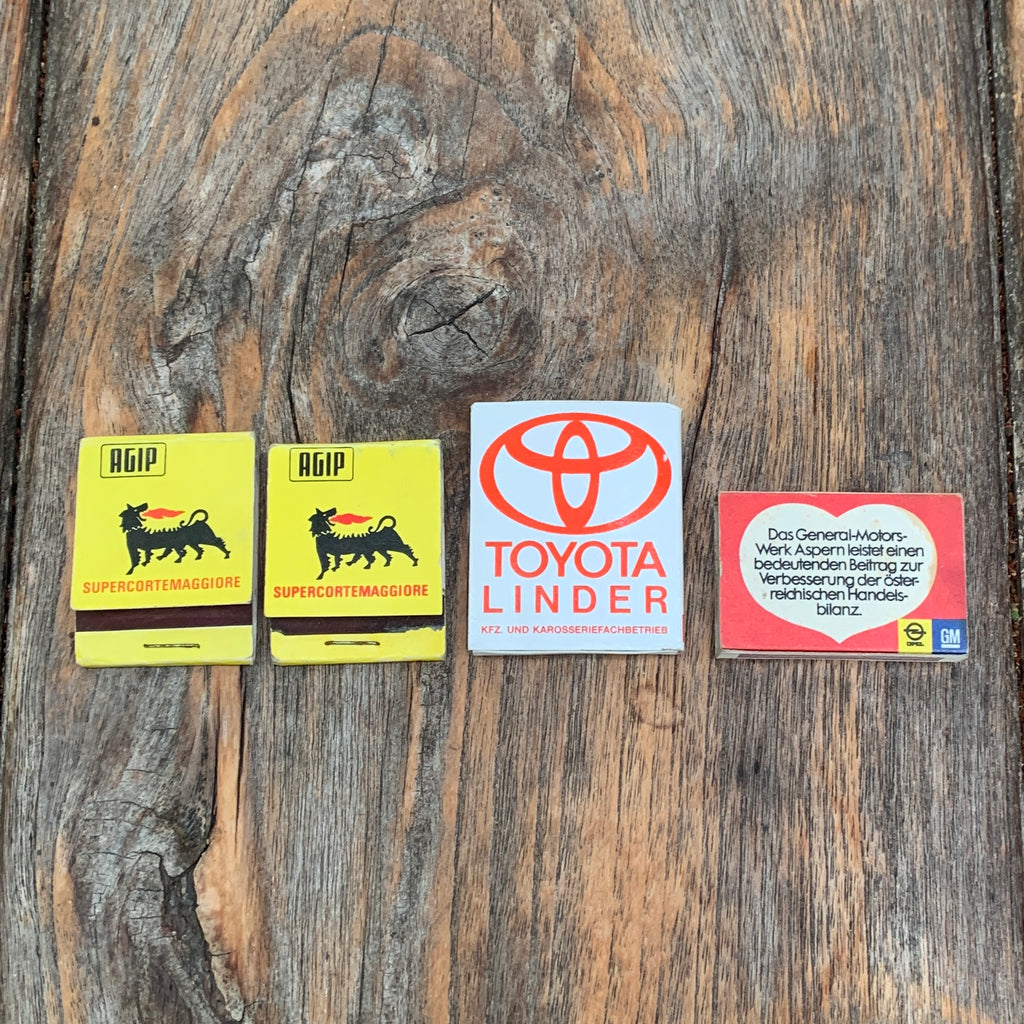 AGIP
SUPERCORTEMAGGIORE
AGIP
SUPERCORTEMAGGIORE
TOYOTA
LINDER
KFZ. UND KAROSSERIEFACHBETRIEB
Das General-Motors-
Werk Aspern leistet einen
bedeutenden Beitrag zur
Verbesserung der öster-
reichischen Handels-
bilanz.
OPEL
GM